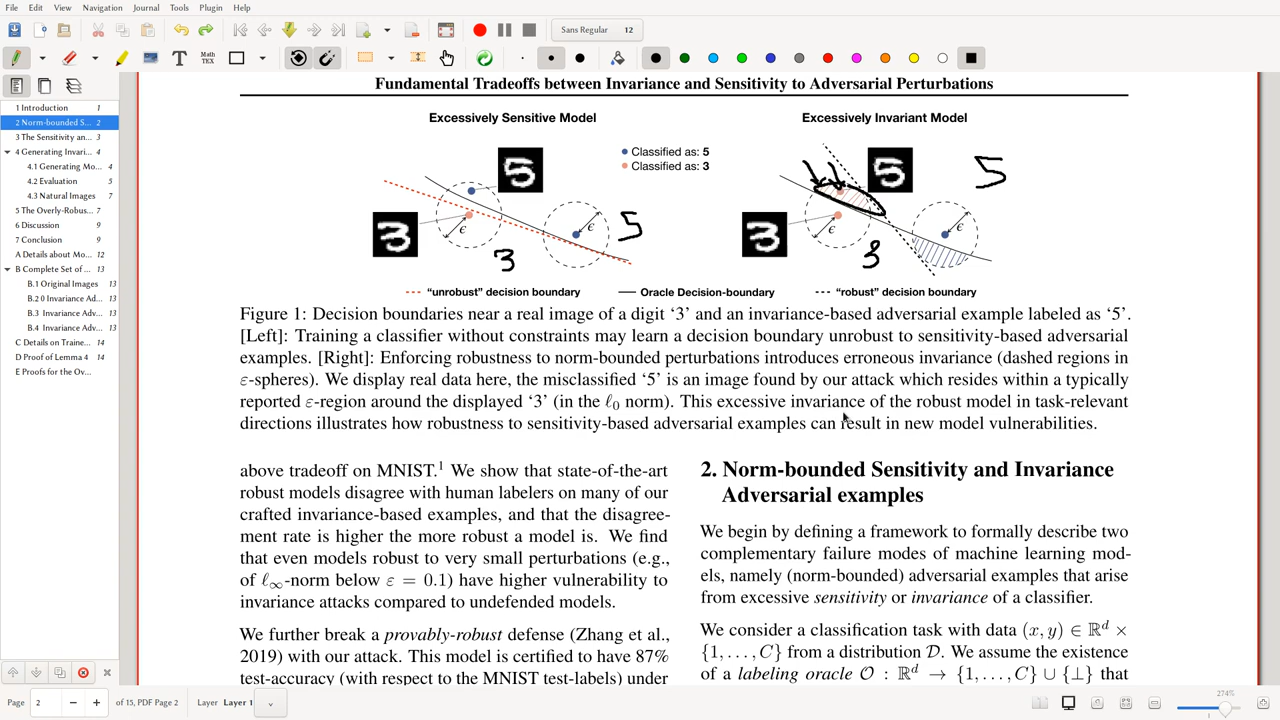 File Edit View Navigation Journal Tools Plugin Help
Sans Regular 12
T Math TEX
1 Introduction 1
2 Norm-bounded S... 2
3 The Sensitivity an... 3
4 Generating Invari... 4
4.1 Generating Mo... 4
4.2 Evaluation 5
4.3 Natural Images 7
5 The Overly-Robus... 7
6 Discussion 9
7 Conclusion 9
A Details about Mo... 12
B Complete Set of ... 13
B.1 Original Images 13
B.2 0 Invariance Ad... 13
B.3 Invariance Adv... 13
B.4 Invariance Adv... 13
C Details on Traine... 14
D Proof of Lemma 4 14
E Proofs for the Ov...
Fundamental Tradeoffs between Invariance and Sensitivity to Adversarial Perturbations
Excessively Sensitive Model
Excessively Invariant Model
Classified as: 5
Classified as: 3
5
3
ε
ε
5
3
5
3
ε
ε
5
3
"unrobust" decision boundary Oracle Decision-boundary "robust" decision boundary
Figure 1: Decision boundaries near a real image of a digit ‘3’ and an invariance-based adversarial example labeled as ‘5’.
[Left]: Training a classifier without constraints may learn a decision boundary unrobust to sensitivity-based adversarial
examples. [Right]: Enforcing robustness to norm-bounded perturbations introduces erroneous invariance (dashed regions in
ε-spheres). We display real data here, the misclassified ‘5’ is an image found by our attack which resides within a typically
reported ε-region around the displayed ‘3’ (in the ℓ0 norm). This excessive invariance of the robust model in task-relevant
directions illustrates how robustness to sensitivity-based adversarial examples can result in new model vulnerabilities.
above tradeoff on MNIST.1 We show that state-of-the-art
robust models disagree with human labelers on many of our
crafted invariance-based examples, and that the disagree-
ment rate is higher the more robust a model is. We find
that even models robust to very small perturbations (e.g.,
of ℓ∞-norm below ε = 0.1) have higher vulnerability to
invariance attacks compared to undefended models.
We further break a provably-robust defense (Zhang et al.,
2019) with our attack. This model is certified to have 87%
test-accuracy (with respect to the MNIST test-labels) under
2. Norm-bounded Sensitivity and Invariance
Adversarial examples
We begin by defining a framework to formally describe two
complementary failure modes of machine learning mod-
els, namely (norm-bounded) adversarial examples that arise
from excessive sensitivity or invariance of a classifier.
We consider a classification task with data (x, y) ∈ ℝd ×
{1, . . . , C} from a distribution 𝒟. We assume the existence
of a labeling oracle 𝒪 : ℝd → {1, . . . , C} ∪ {⊥} that
Page 2 of 15, PDF Page 2 Layer Layer 1
274%